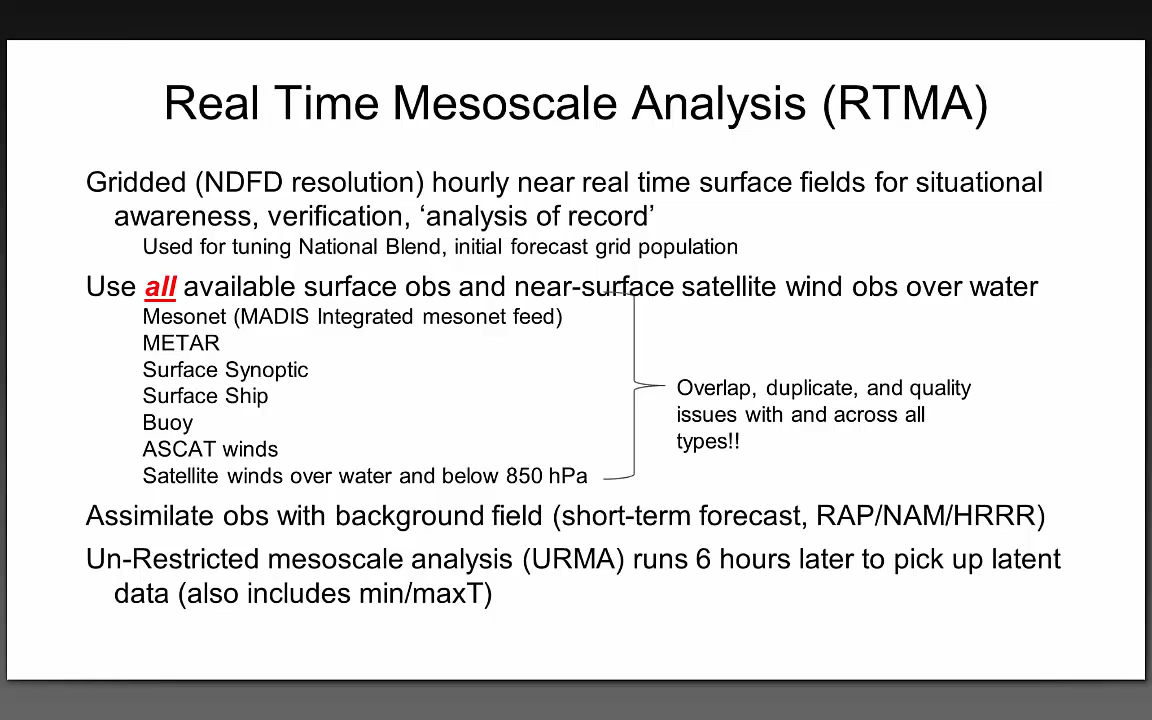 Real Time Mesoscale Analysis (RTMA)
Gridded (NDFD resolution) hourly near real time surface fields for situational
awareness, verification, ‘analysis of record’
Used for tuning National Blend, initial forecast grid population
Use all available surface obs and near-surface satellite wind obs over water
Mesonet (MADIS Integrated mesonet feed)
METAR
Surface Synoptic
Surface Ship
Buoy
ASCAT winds
Satellite winds over water and below 850 hPa
Overlap, duplicate, and quality
issues with and across all
types!!
Assimilate obs with background field (short-term forecast, RAP/NAM/HRRR)
Un-Restricted mesoscale analysis (URMA) runs 6 hours later to pick up latent
data (also includes min/maxT)